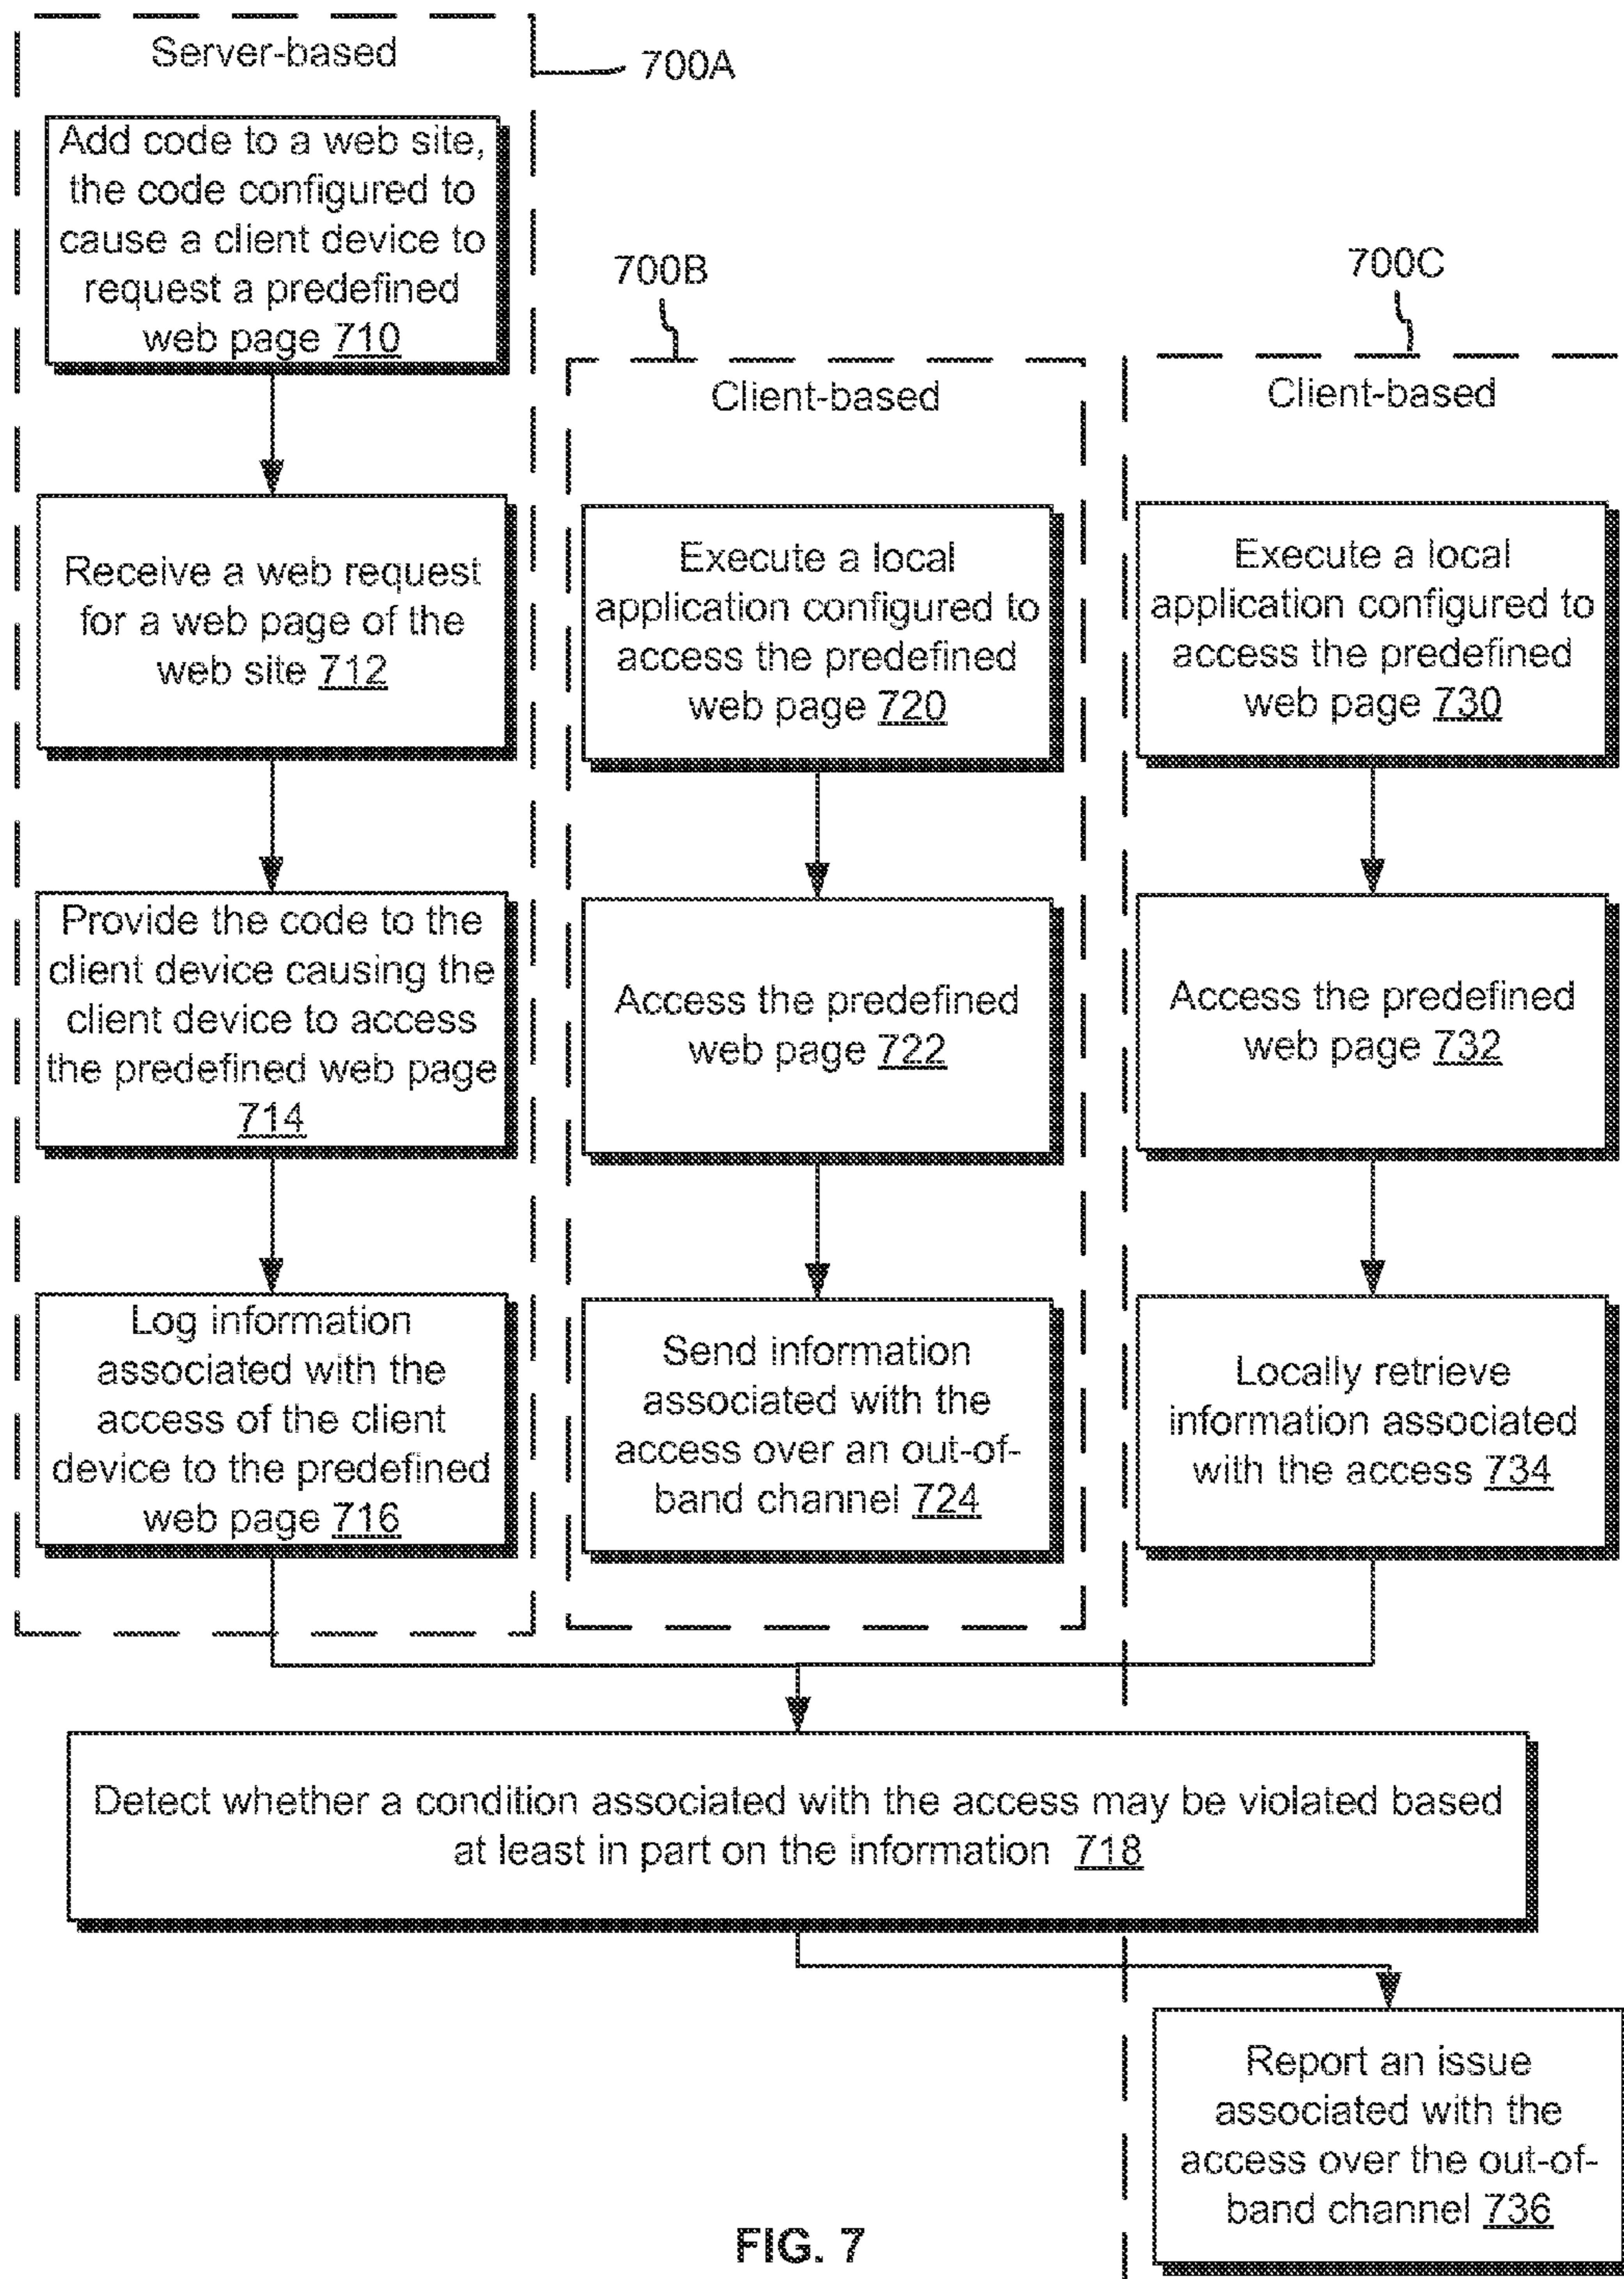 Server-based
700A
Add code to a web site,
the code configured to
cause a client device to
request a predefined
web page 710
Receive a web request
for a web page of the
web site 712
Provide the code to the
client device causing the
client device to access
the predefined web page
714
Log information
associated with the
access of the client
device to the predefined
web page 716
700B
Client-based
Execute a local
application configured to
access the predefined
web page 720
Access the predefined
web page 722
Send information
associated with the
access over an out-of-
band channel 724
700C
Client-based
Execute a local
application configured to
access the predefined
web page 730
Access the predefined
web page 732
Locally retrieve
information associated
with the access 734
Detect whether a condition associated with the access may be violated based
at least in part on the information 718
Report an issue
associated with the
access over the out-of-
band channel 736
FIG. 7